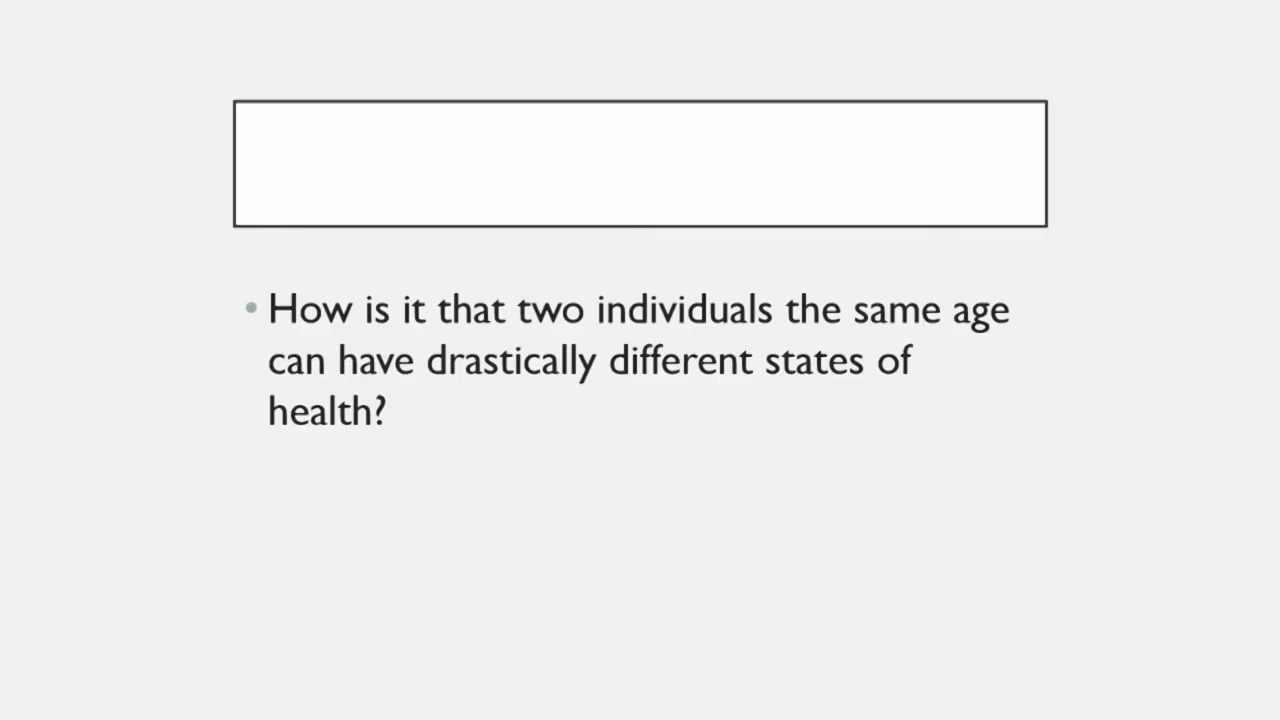 • How is it that two individuals the same age
can have drastically different states of
health?